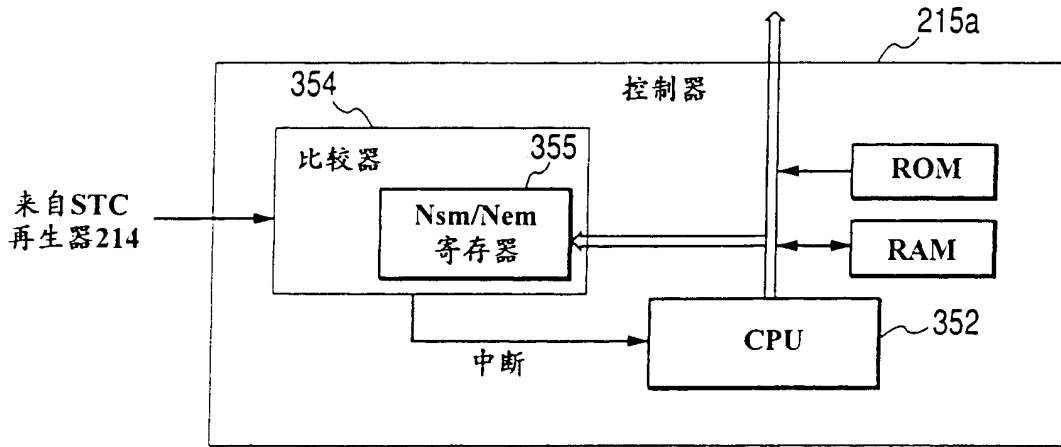 215a
控制器
354
比较器
355
来自STC
再生器214
Nsm/Nem
寄存器
ROM
RAM
CPU
352
中断